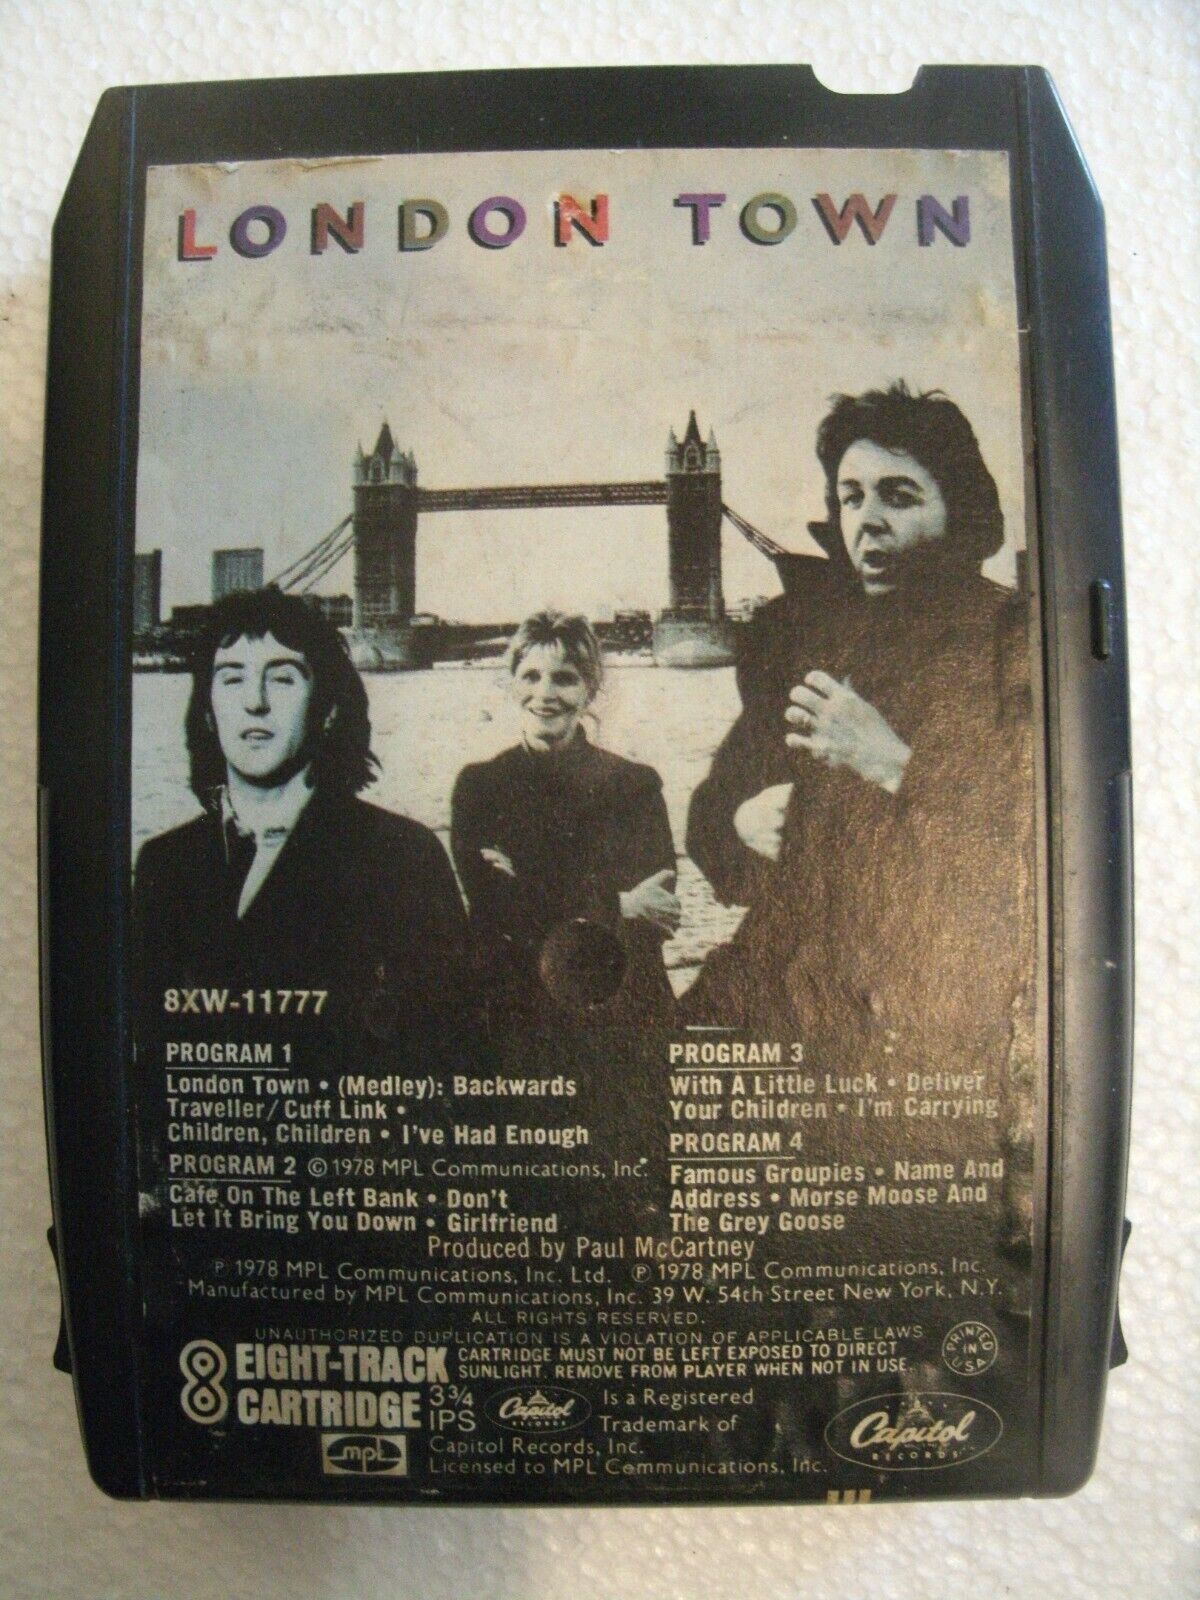 LONDON TOWN
8XW-11777
PROGRAM 1
London Town • (Medley): Backwards
Traveller/Cuff Link •
Children, Children • I've Had Enough
PROGRAM 2 ©1978 MPL Communications, Inc.
Cafe On The Left Bank • Don't
Let It Bring You Down • Girlfriend
PROGRAM 3
With A Little Luck • Deliver
Your Children • I'm Carrying
PROGRAM 4
Famous Groupies • Name And
Address • Morse Moose And
The Grey Goose
Produced by Paul McCartney
℗ 1978 MPL Communications, Inc. Ltd. ℗ 1978 MPL Communications, Inc.
Manufactured by MPL Communications, Inc. 39 W. 54th Street New York, N.Y.
ALL RIGHTS RESERVED.
UNAUTHORIZED DUPLICATION IS A VIOLATION OF APPLICABLE LAWS
8 EIGHT-TRACK
CARTRIDGE
3¾
IPS
CARTRIDGE MUST NOT BE LEFT EXPOSED TO DIRECT
SUNLIGHT. REMOVE FROM PLAYER WHEN NOT IN USE.
PRINTED
IN
USA
Capitol
RECORDS
Is a Registered
Trademark of
Capitol Records, Inc.
Licensed to MPL Communications, Inc.
mpl
Capitol
RECORDS